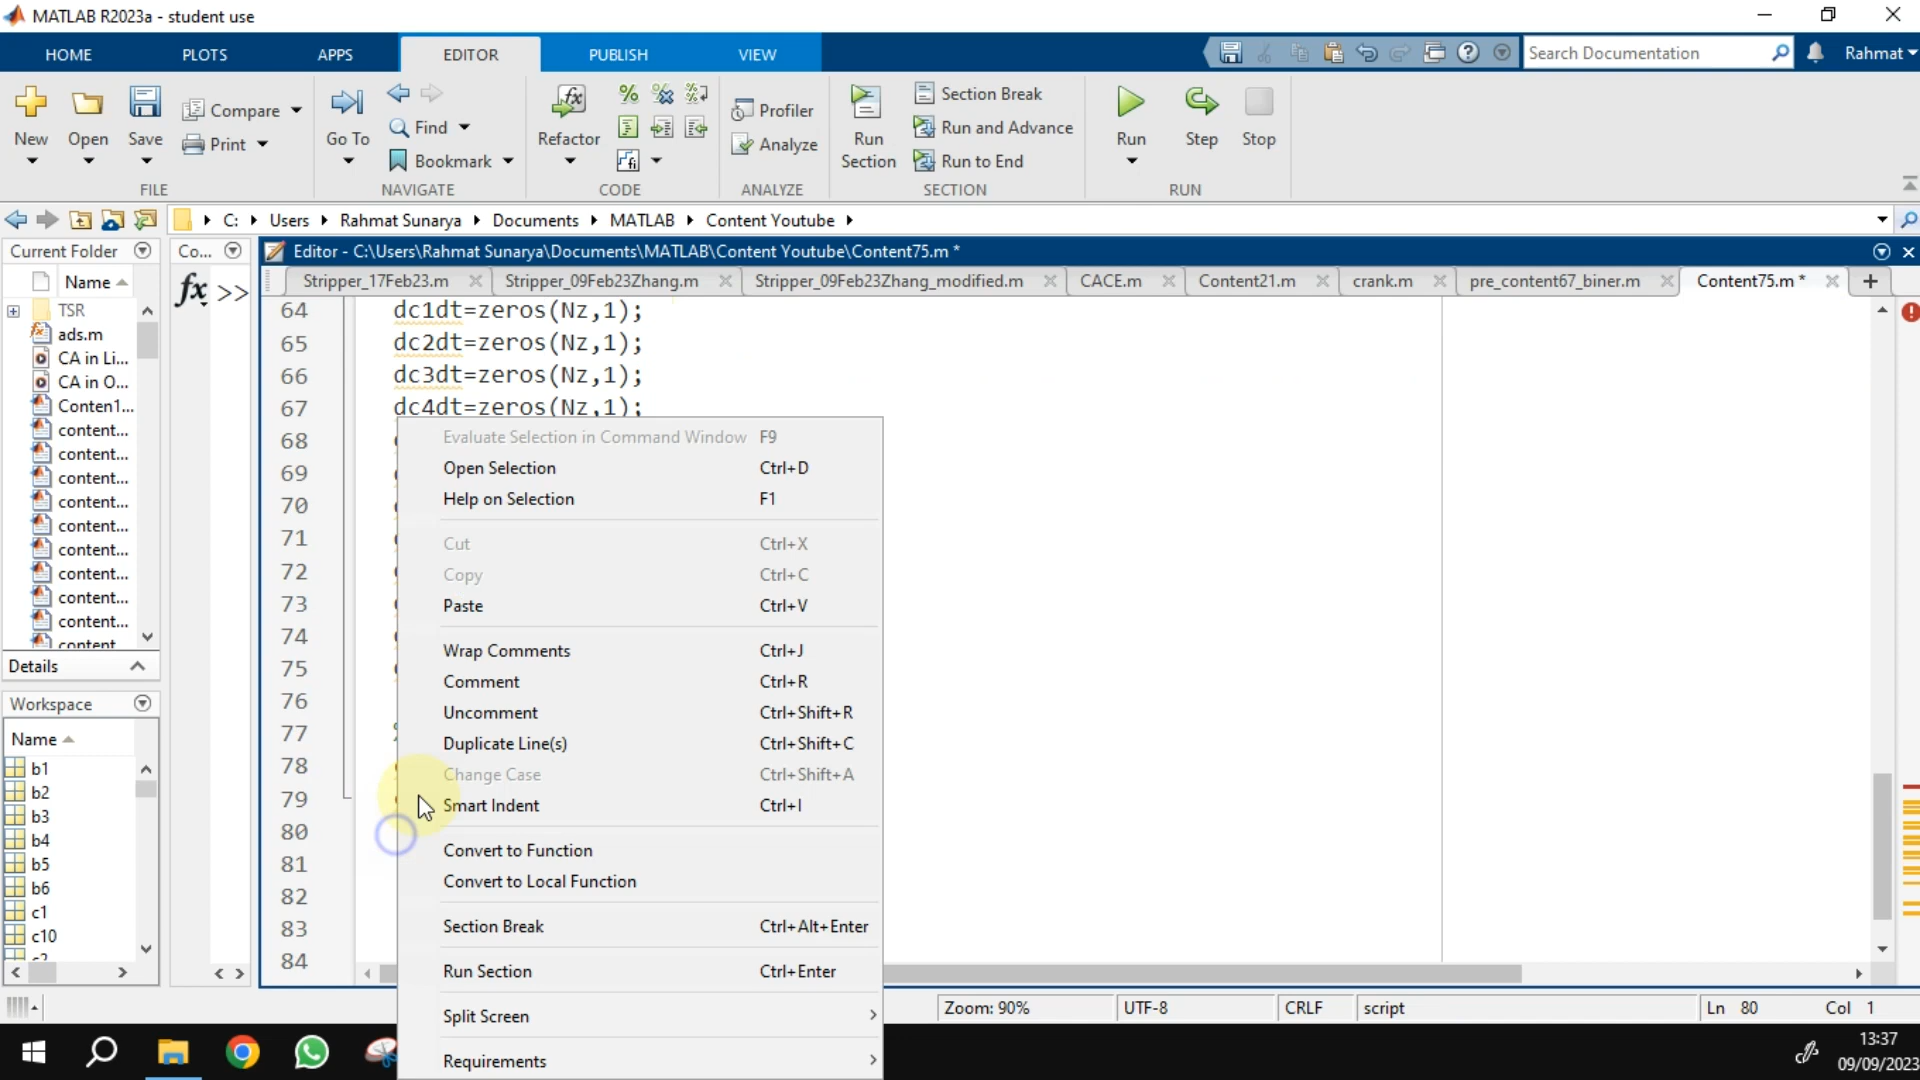 MATLAB R2023a - student use
HOME PLOTS APPS EDITOR PUBLISH VIEW Search Documentation Rahmat
New Open Save Compare Print
FILE
Go To Find Bookmark
NAVIGATE
Refactor
CODE
Profiler
Analyze
ANALYZE
Run Section
Section Break
Run and Advance
Run to End
SECTION
Run Step Stop
RUN
C: Users Rahmat Sunarya Documents MATLAB Content Youtube
Current Folder Co... Editor - C:\Users\Rahmat Sunarya\Documents\MATLAB\Content Youtube\Content75.m *
Stripper_17Feb23.m Stripper_09Feb23Zhang.m Stripper_09Feb23Zhang_modified.m CACE.m Content21.m crank.m pre_content67_biner.m Content75.m *
Name
TSR
ads.m
CA in Li...
CA in O...
Conten1...
content...
content...
content...
content...
content...
content...
content...
content...
content...
content
Details
Workspace
Name
b1
b2
b3
b4
b5
b6
c1
c10
fx >>
64 dc1dt=zeros(Nz,1);
65 dc2dt=zeros(Nz,1);
66 dc3dt=zeros(Nz,1);
67 dc4dt=zeros(Nz,1);
68
69
70
71
72
73
74
75
76
77
78
79
80
81
82
83
84
Evaluate Selection in Command Window F9
Open Selection Ctrl+D
Help on Selection F1
Cut Ctrl+X
Copy Ctrl+C
Paste Ctrl+V
Wrap Comments Ctrl+J
Comment Ctrl+R
Uncomment Ctrl+Shift+R
Duplicate Line(s) Ctrl+Shift+C
Change Case Ctrl+Shift+A
Smart Indent Ctrl+I
Convert to Function
Convert to Local Function
Section Break Ctrl+Alt+Enter
Run Section Ctrl+Enter
Split Screen
Requirements
Zoom: 90% UTF-8 CRLF script Ln 80 Col 1
13:37
09/09/2023